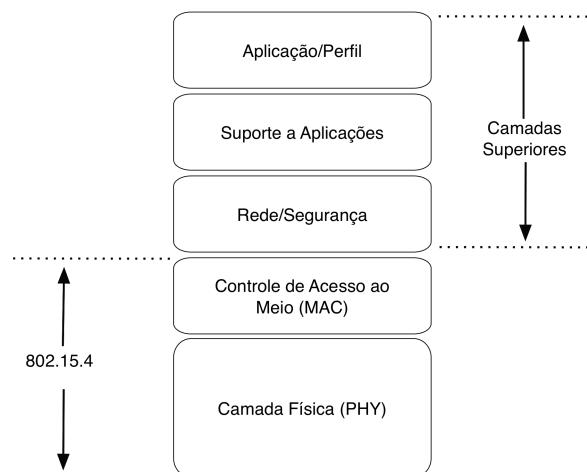 Aplicação/Perfil
Suporte a Aplicações
Camadas
Superiores
Rede/Segurança
Controle de Acesso ao
Meio (MAC)
802.15.4
Camada Física (PHY)